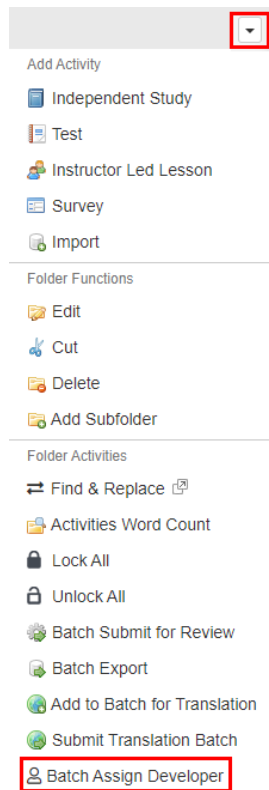 Add Activity
Independent Study
Test
Instructor Led Lesson
Survey
Import
Folder Functions
Edit
Cut
Delete
Add Subfolder
Folder Activities
Find & Replace
Activities Word Count
Lock All
Unlock All
Batch Submit for Review
Batch Export
Add to Batch for Translation
Submit Translation Batch
Batch Assign Developer